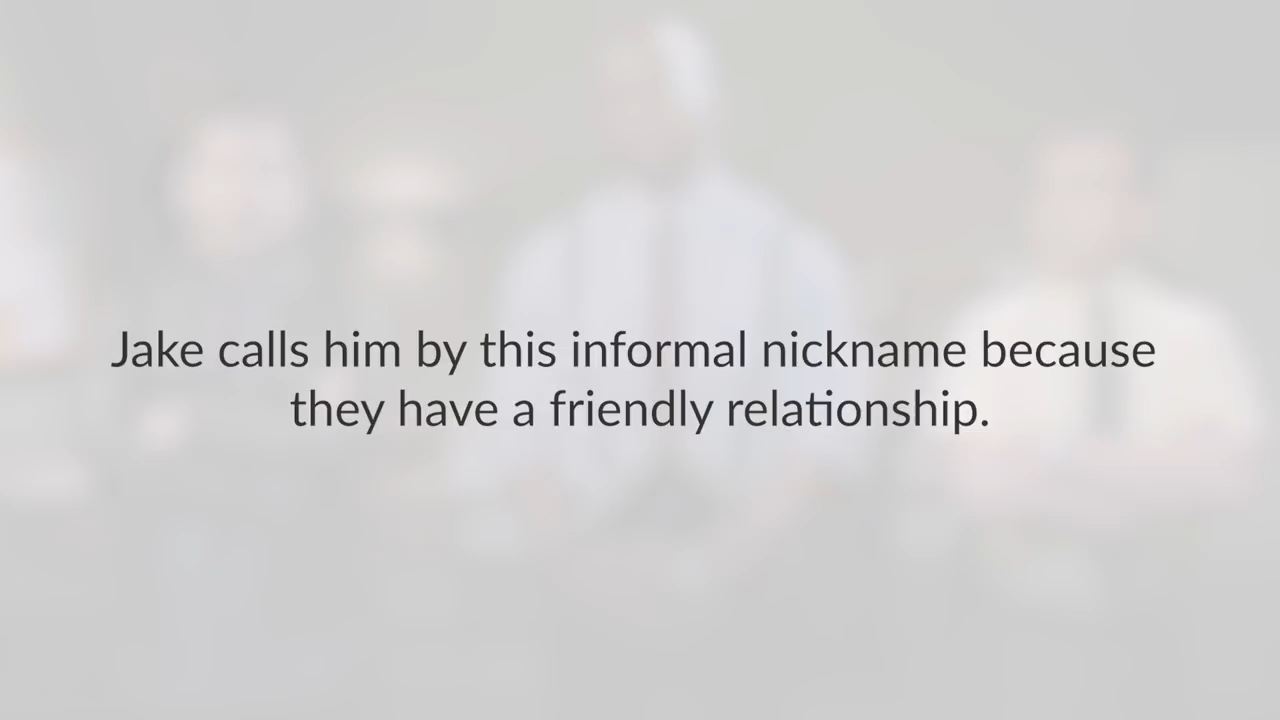 Jake calls him by this informal nickname because
they have a friendly relationship.